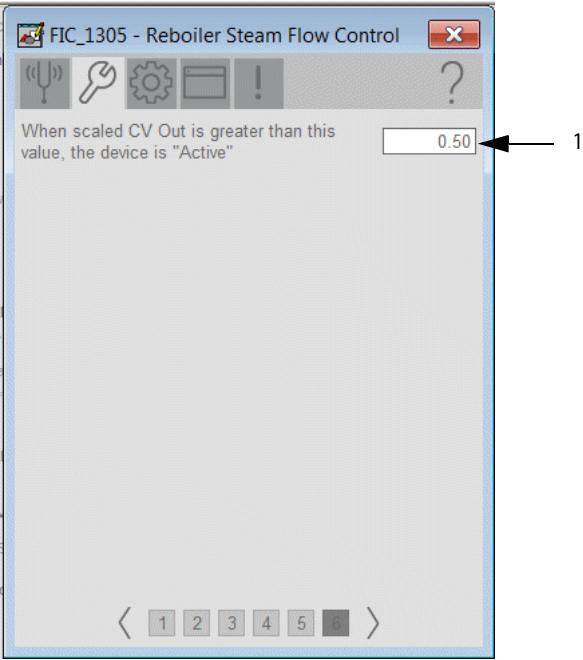 FIC_1305 - Reboiler Steam Flow Control
?
When scaled CV Out is greater than this
value, the device is "Active"
0.50
1
1 2 3 4 5 6